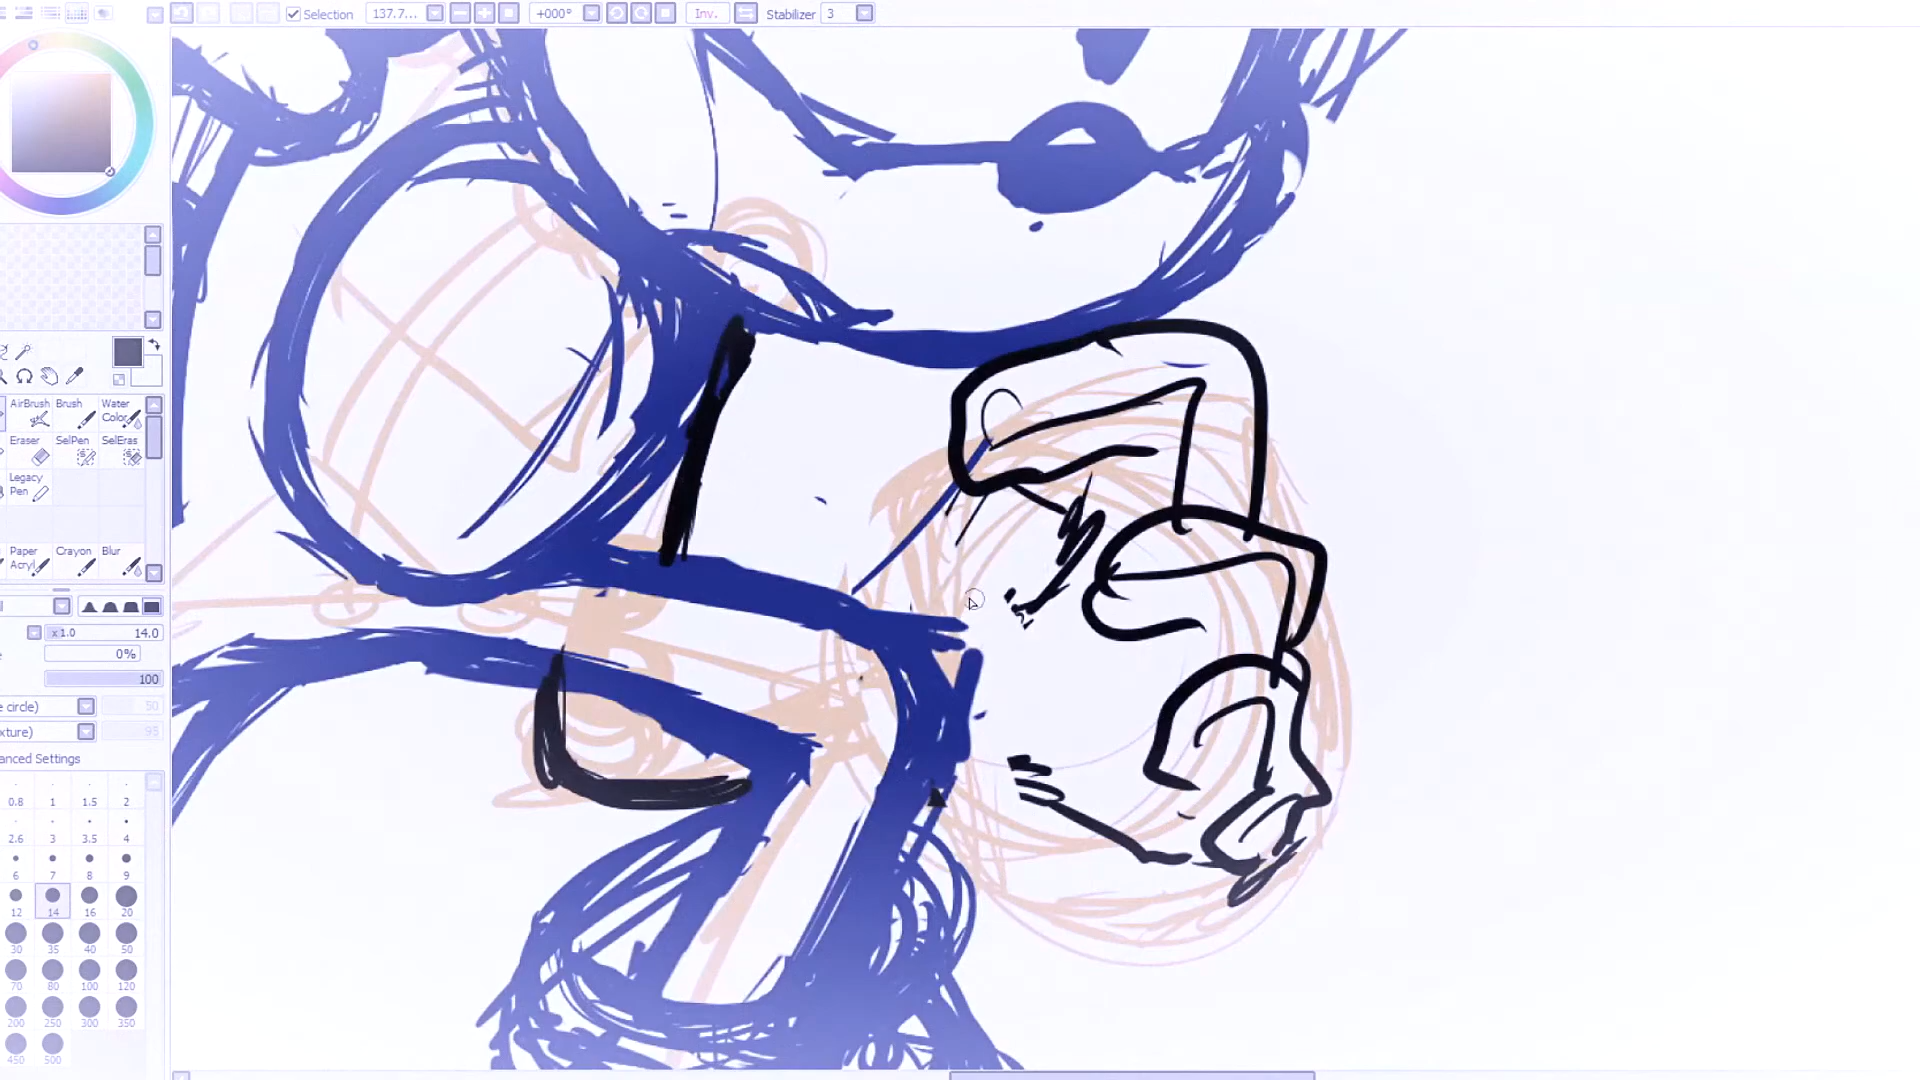 Selection 137.7... +000° Inv. Stabilizer 3
AirBrush Brush Water Color
Eraser SelPen SelEras
Legacy Pen
Paper Acryl Crayon Blur
x1.0 14.0
0%
100
e circle) 50
xture) 95
anced Settings
0.8 1 1.5 2
2.6 3 3.5 4
6 7 8 9
12 14 16 20
30 35 40 50
70 80 100 120
200 250 300 350
450 500